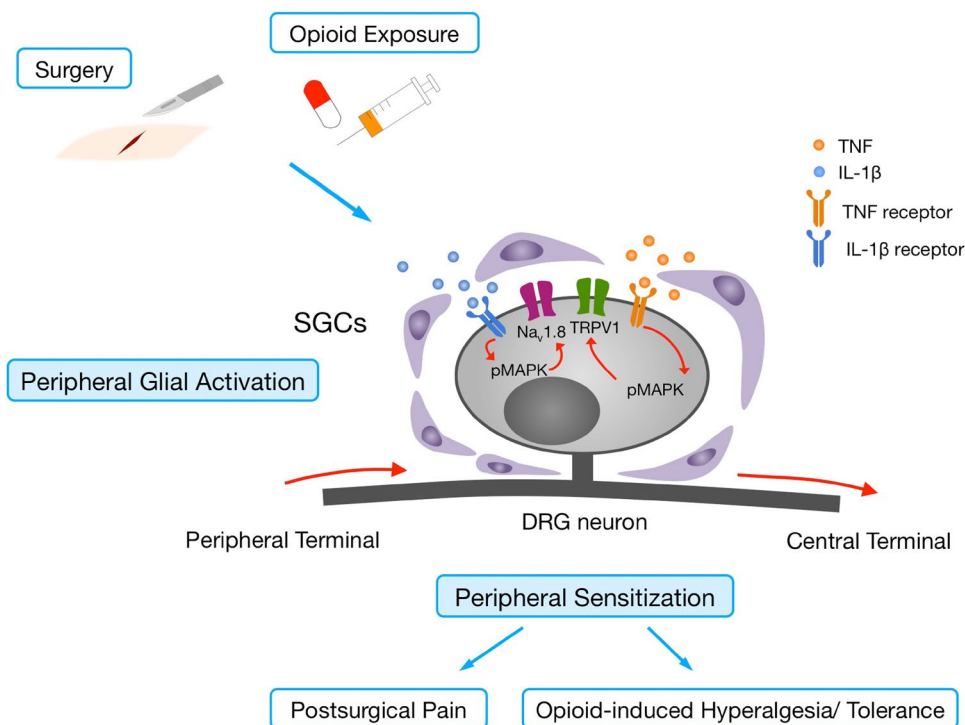 Opioid Exposure
Surgery
TNF
IL-1β
TNF receptor
IL-1β receptor
SGCs
Naᵥ1.8 TRPV1
Peripheral Glial Activation
pMAPK
pMAPK
DRG neuron
Peripheral Terminal
Central Terminal
Peripheral Sensitization
Postsurgical Pain
Opioid-induced Hyperalgesia/ Tolerance